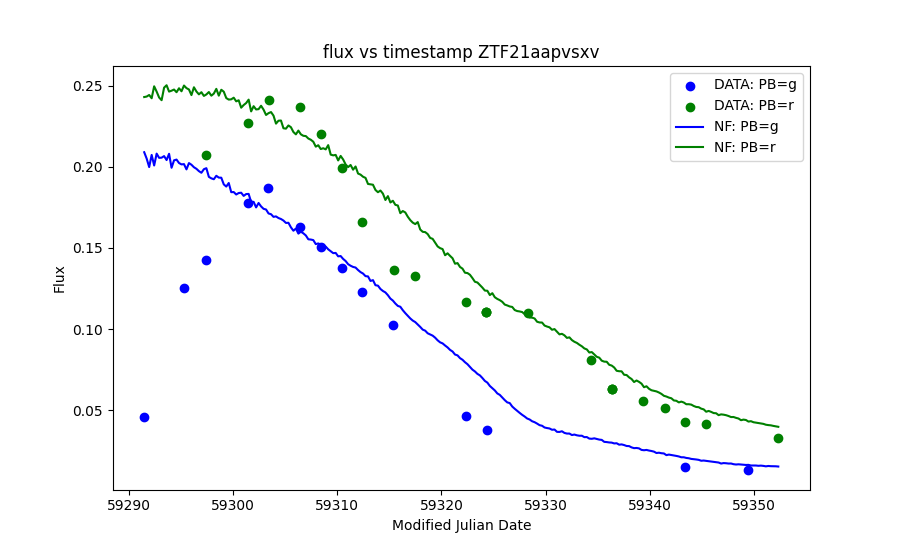 flux vs timestamp ZTF21aapvsxv
DATA: PB=g
DATA: PB=r
NF: PB=g
NF: PB=r
Flux
0.25
0.20
0.15
0.10
0.05
59290 59300 59310 59320 59330 59340 59350
Modified Julian Date